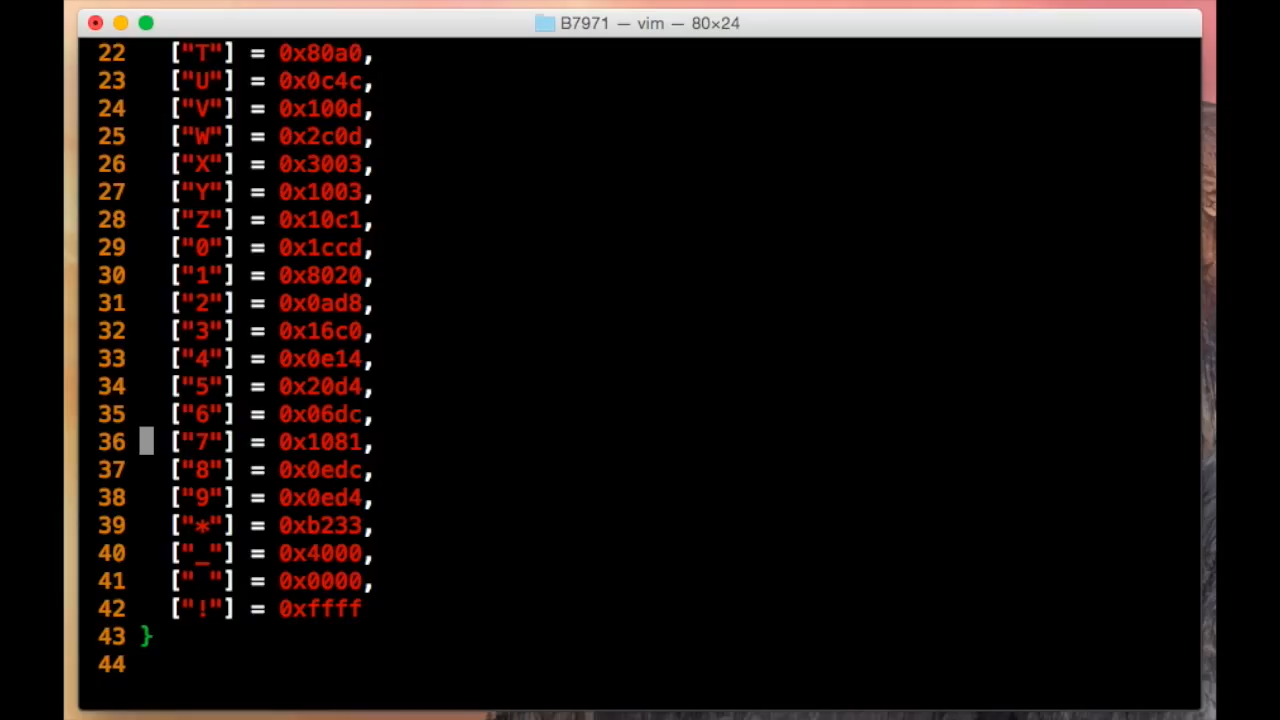 B7971 — vim — 80×24
22 ["T"] = 0x80a0,
23 ["U"] = 0x0c4c,
24 ["V"] = 0x100d,
25 ["W"] = 0x2c0d,
26 ["X"] = 0x3003,
27 ["Y"] = 0x1003,
28 ["Z"] = 0x10c1,
29 ["0"] = 0x1ccd,
30 ["1"] = 0x8020,
31 ["2"] = 0x0ad8,
32 ["3"] = 0x16c0,
33 ["4"] = 0x0e14,
34 ["5"] = 0x20d4,
35 ["6"] = 0x06dc,
36 ["7"] = 0x1081,
37 ["8"] = 0x0edc,
38 ["9"] = 0x0ed4,
39 ["*"] = 0xb233,
40 ["_"] = 0x4000,
41 [" "] = 0x0000,
42 ["!"] = 0xffff
43 }
44